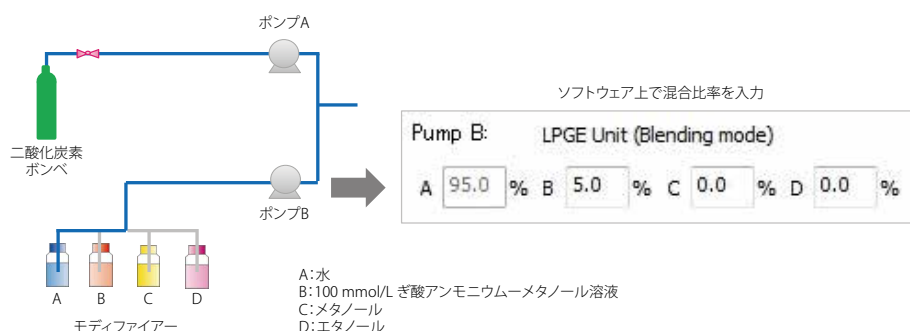 ポンプA
二酸化炭素
ボンベ
ポンプB
A
B
C
D
モディファイアー
ソフトウェア上で混合比率を入力
Pump B: LPGE Unit (Blending mode)
A 95.0 % B 5.0 % C 0.0 % D 0.0 %
A:水
B:100 mmol/L ぎ酸アンモニウムーメタノール溶液
C:メタノール
D:エタノール